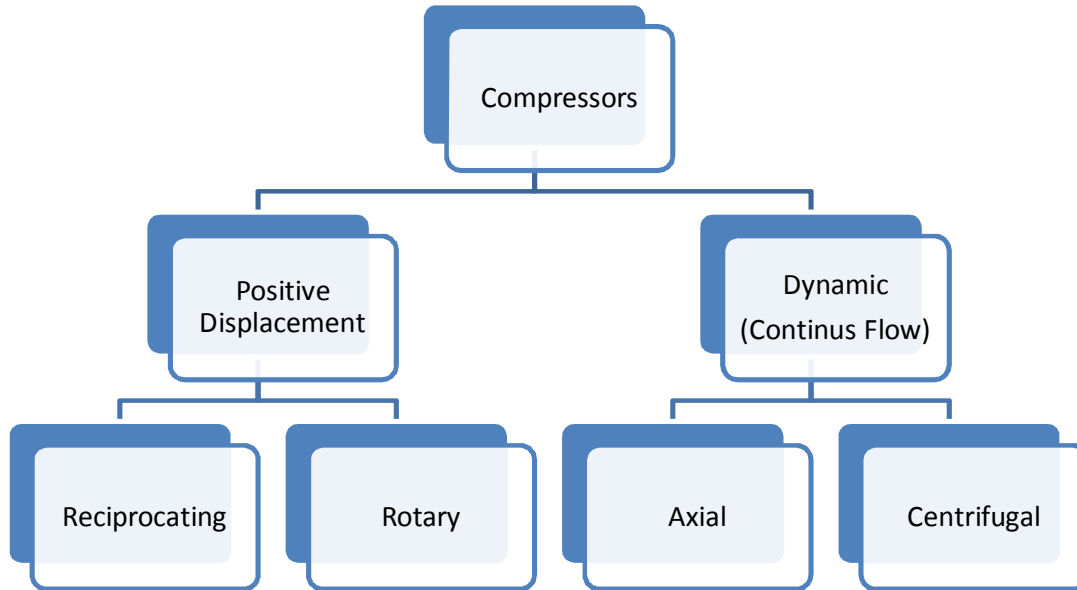 Compressors
Positive
Displacement
Dynamic
(Continus Flow)
Reciprocating
Rotary
Axial
Centrifugal